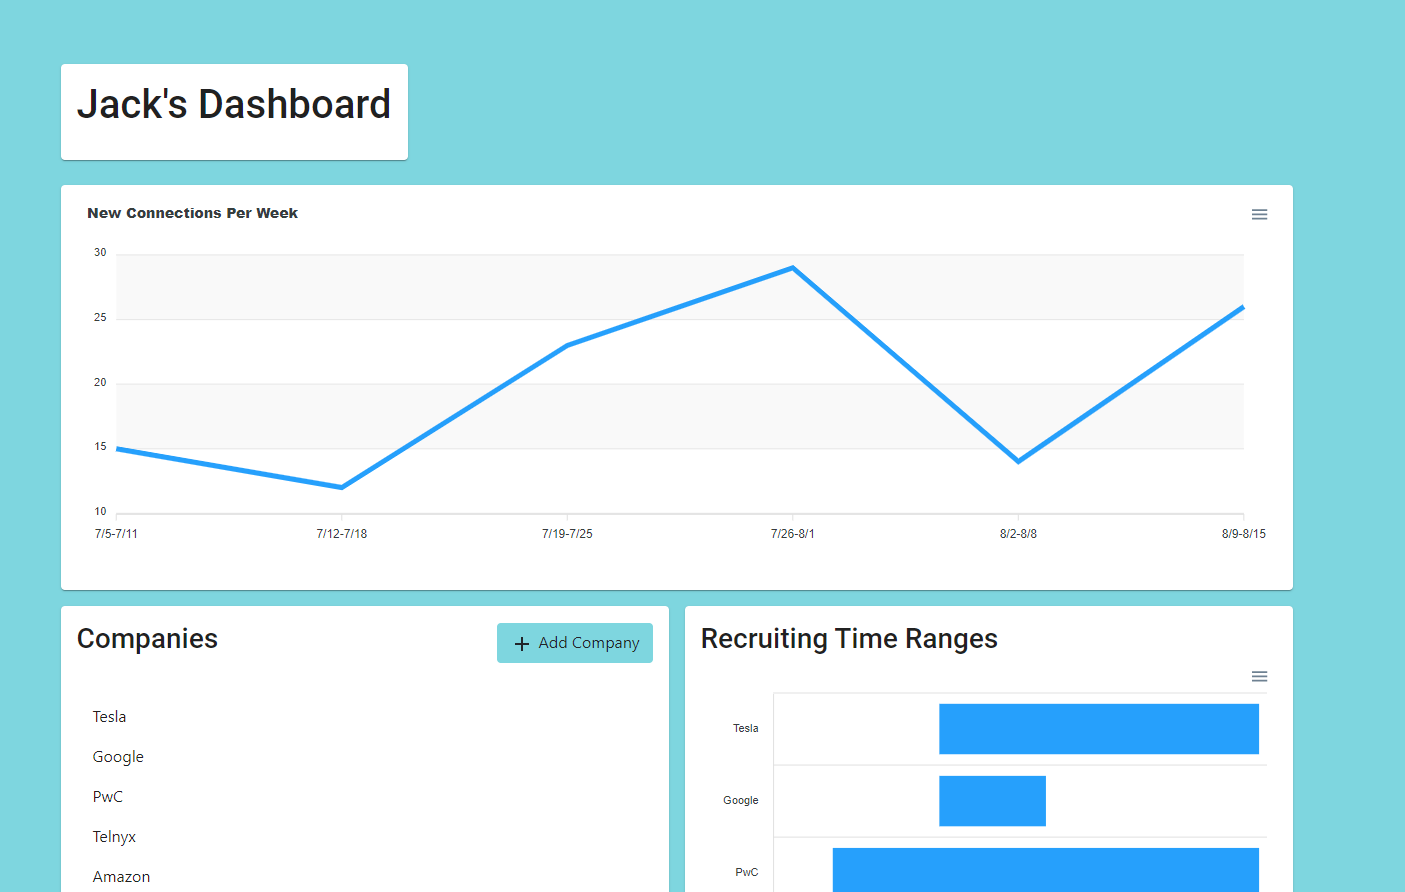 Jack's Dashboard
New Connections Per Week
30
25
20
15
10
7/5-7/11 7/12-7/18 7/19-7/25 7/26-8/1 8/2-8/8 8/9-8/15
Companies
Add Company
Tesla
Google
PwC
Telnyx
Amazon
Recruiting Time Ranges
Tesla
Google
PwC